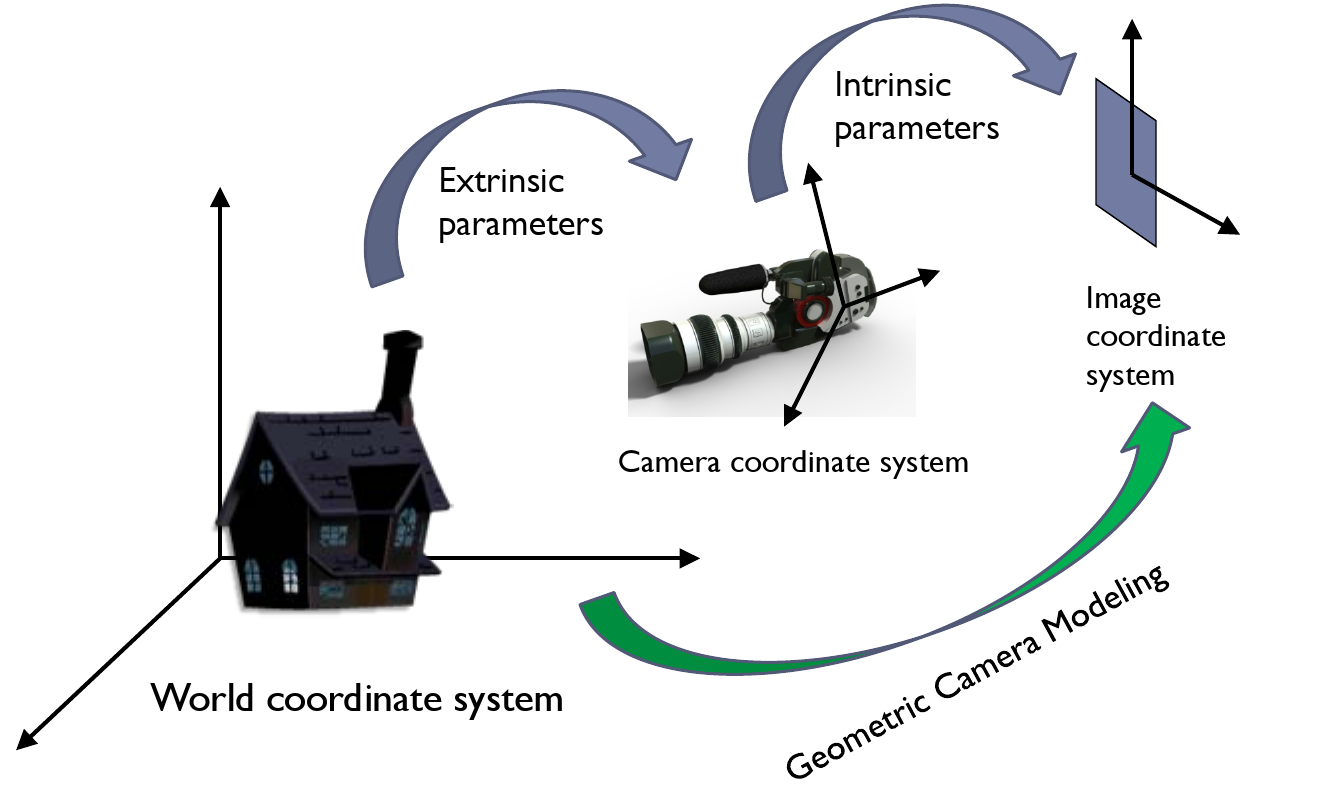 Intrinsic
parameters
Extrinsic
parameters
Image
coordinate
system
Camera coordinate system
World coordinate system
Geometric Camera Modeling